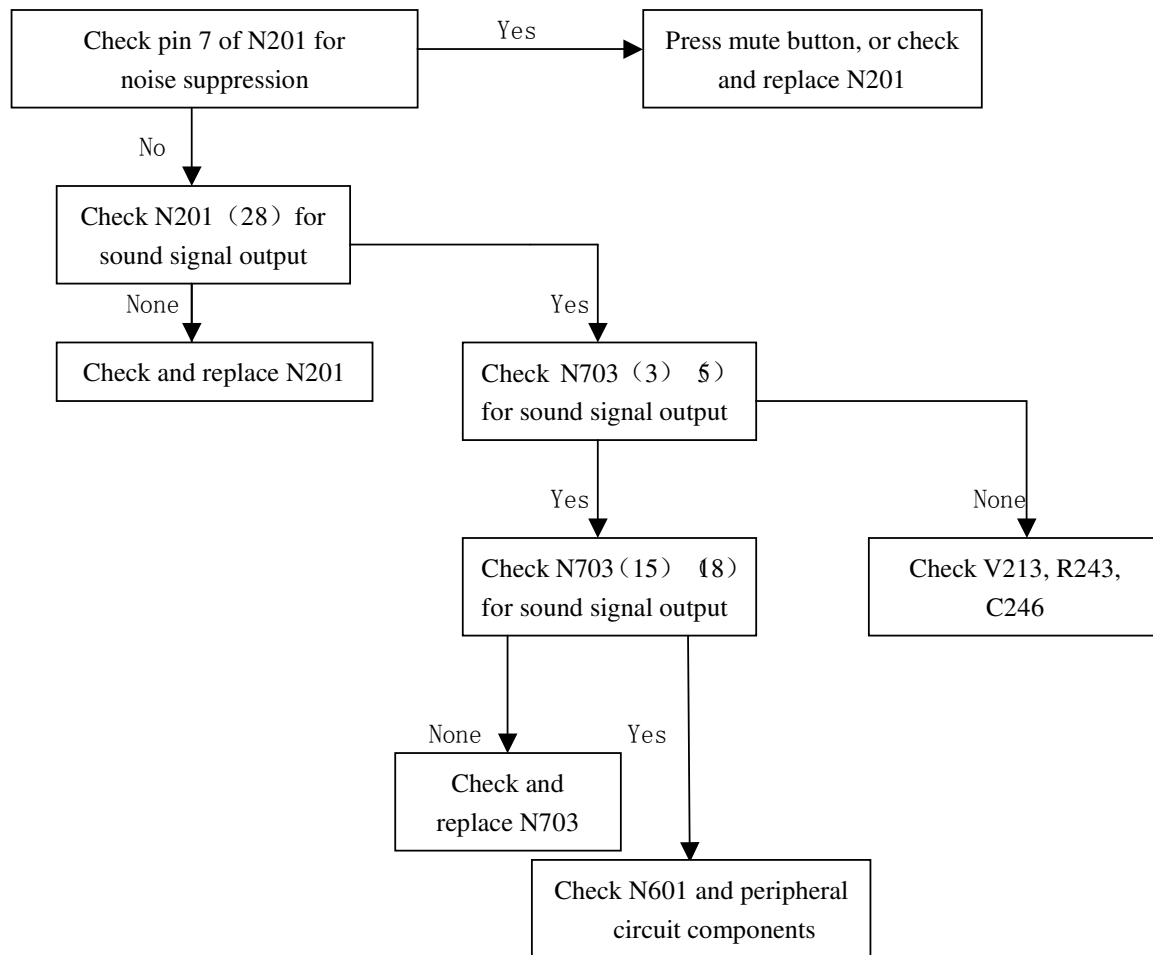 Check pin 7 of N201 for
noise suppression
Yes
Press mute button, or check
and replace N201
No
Check N201（28）for
sound signal output
None
Check and replace N201
Yes
Check N703（3）（5）
for sound signal output
Yes
None
Check N703（15）（18）
for sound signal output
Check V213, R243,
C246
None
Yes
Check and
replace N703
Check N601 and peripheral
circuit components